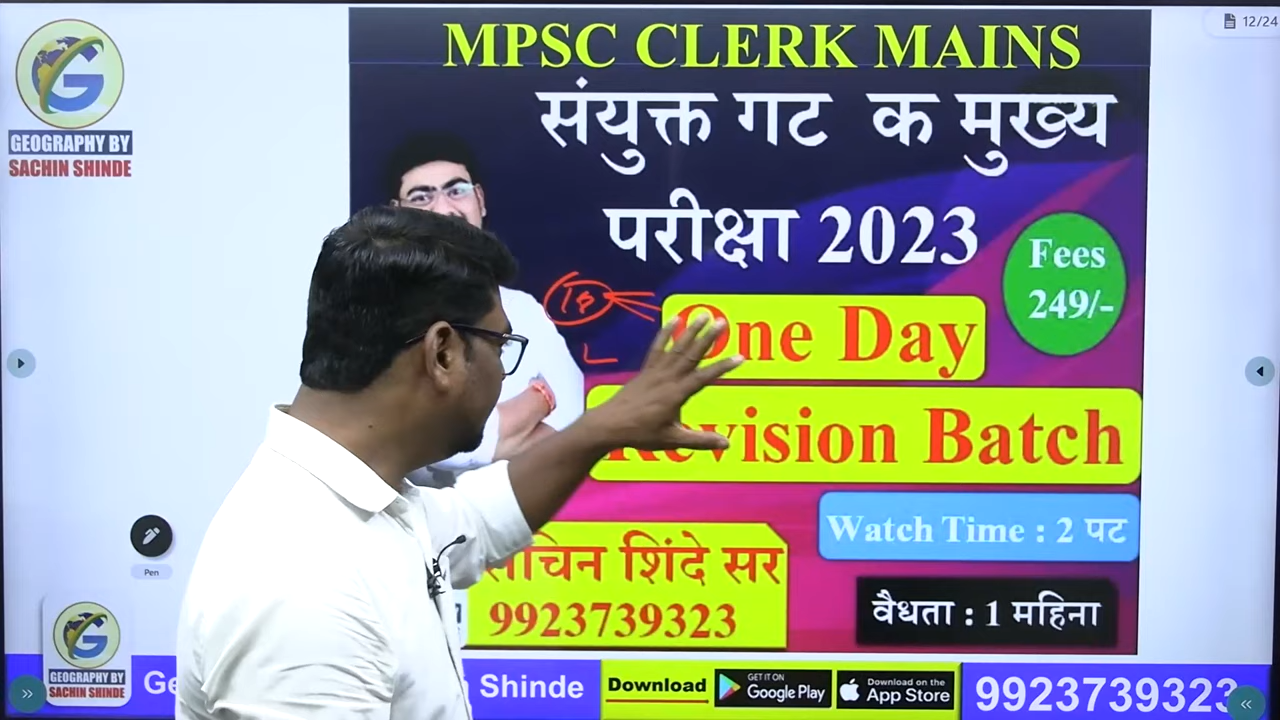 12/24
GEOGRAPHY BY
SACHIN SHINDE
MPSC CLERK MAINS
संयुक्त गट क मुख्य
परीक्षा 2023
Fees
249/-
One Day
Revision Batch
Watch Time : 2 पट
सचिन शिंदे सर
9923739323
वैधता : 1 महिना
Pen
GEOGRAPHY BY
SACHIN SHINDE
Shinde
Download
GET IT ON
Google Play
Download on the
App Store
9923739323